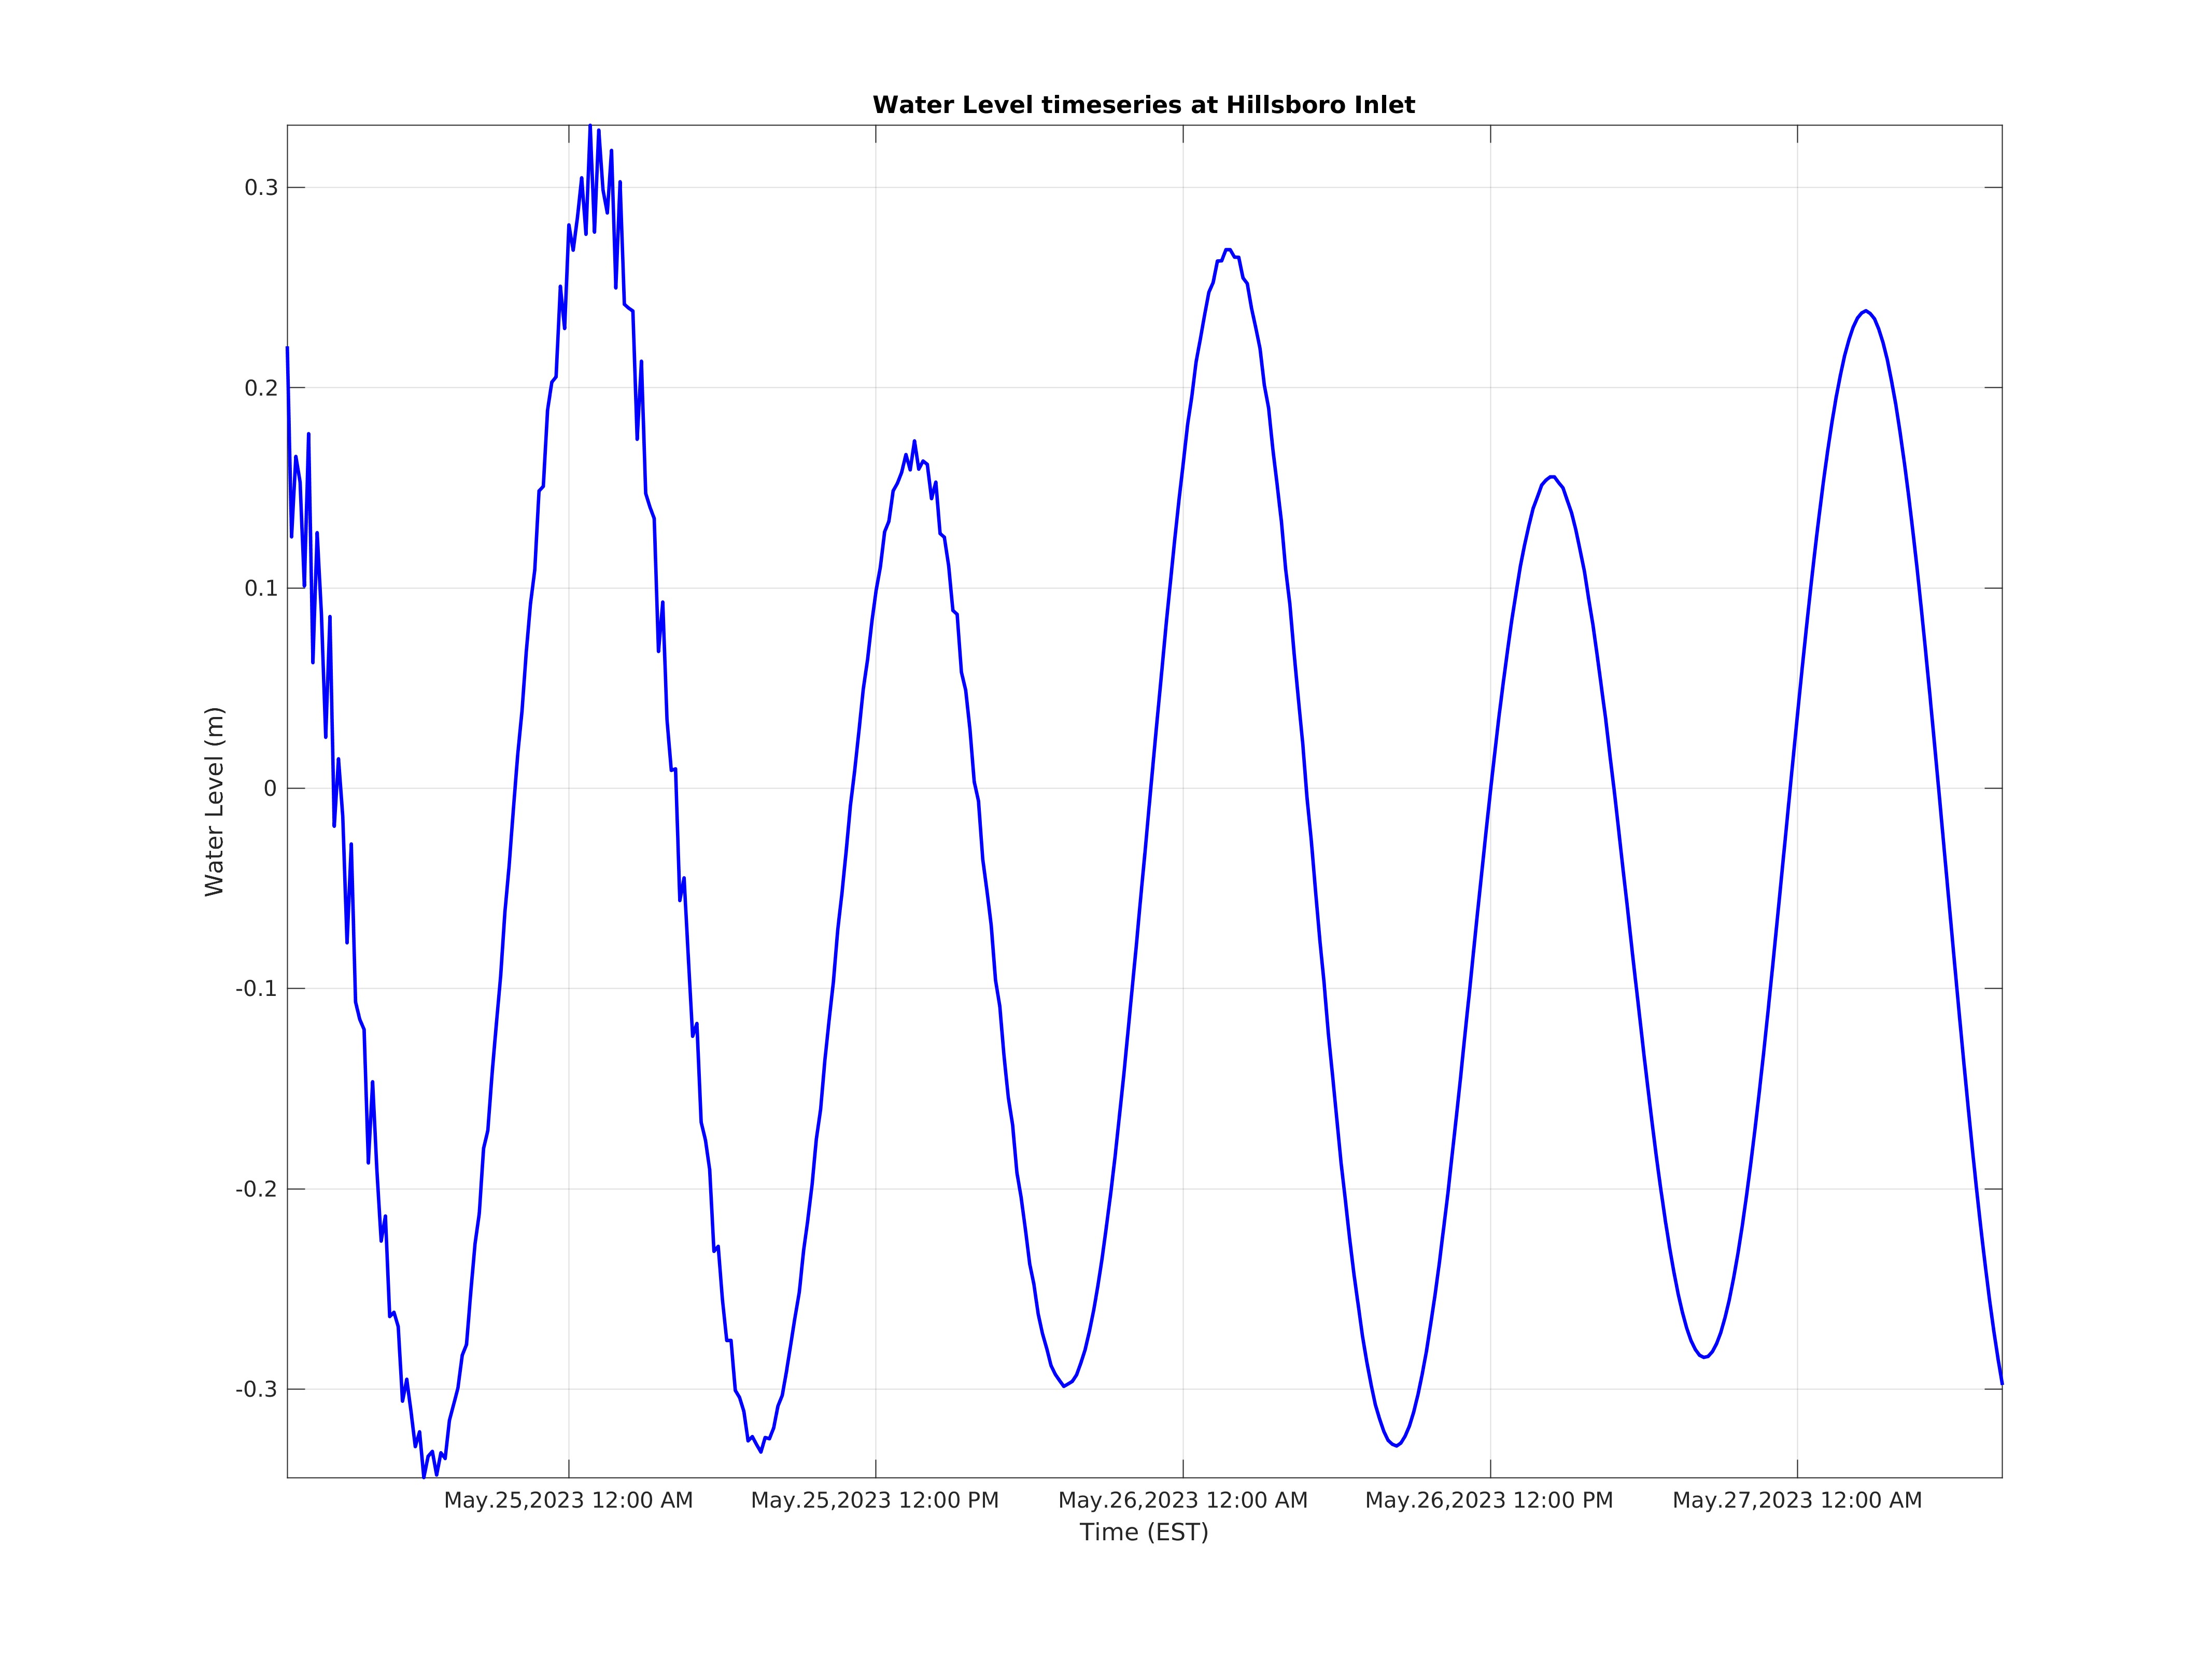 Water Level timeseries at Hillsboro Inlet
0.3
0.2
0.1
0
-0.1
-0.2
-0.3
Water Level (m)
May.25,2023 12:00 AM
May.25,2023 12:00 PM
May.26,2023 12:00 AM
May.26,2023 12:00 PM
May.27,2023 12:00 AM
Time (EST)